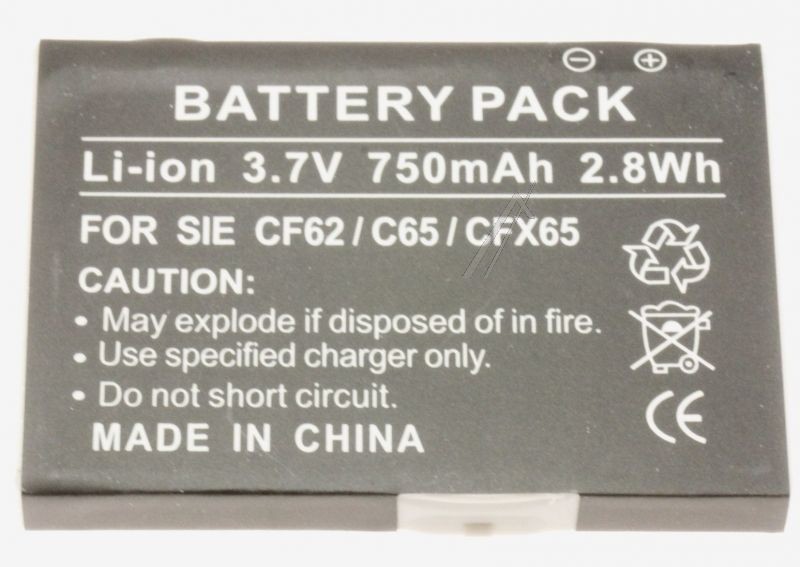 ⊖ ⊕
BATTERY PACK
Li-ion 3.7V 750mAh 2.8Wh
FOR SIE CF62/C65/CFX65
CAUTION:
• May explode if disposed of in fire.
• Use specified charger only.
• Do not short circuit.
CE
MADE IN CHINA